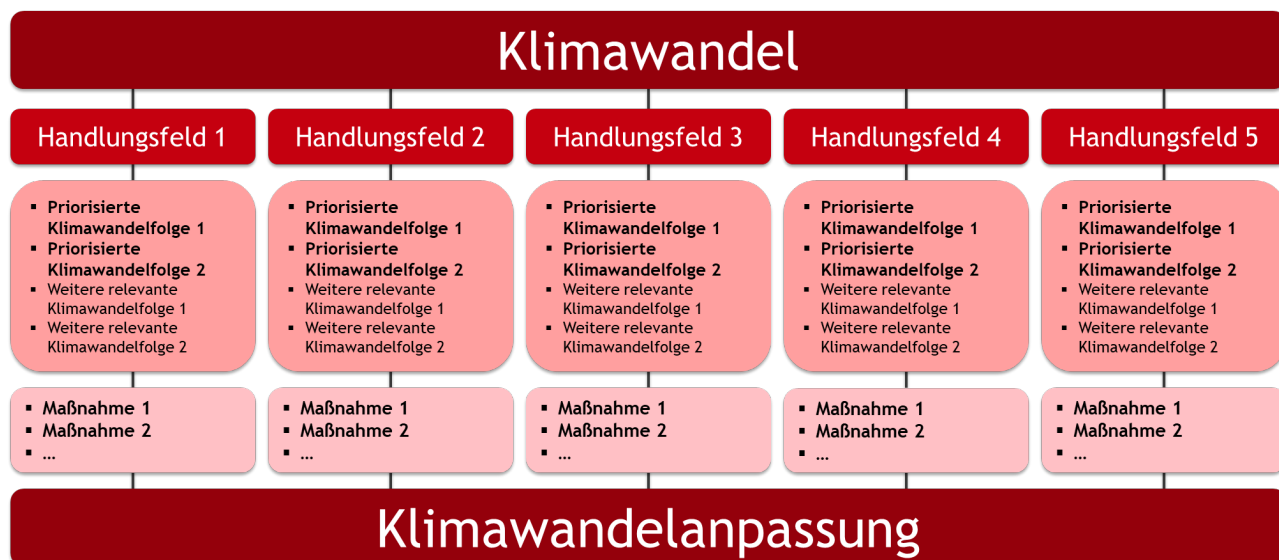 Klimawandel
Handlungsfeld 1
Handlungsfeld 2
Handlungsfeld 3
Handlungsfeld 4
Handlungsfeld 5
▪ Priorisierte
Klimawandelfolge 1
▪ Priorisierte
Klimawandelfolge 2
▪ Weitere relevante
Klimawandelfolge 1
▪ Weitere relevante
Klimawandelfolge 2
▪ Priorisierte
Klimawandelfolge 1
▪ Priorisierte
Klimawandelfolge 2
▪ Weitere relevante
Klimawandelfolge 1
▪ Weitere relevante
Klimawandelfolge 2
▪ Priorisierte
Klimawandelfolge 1
▪ Priorisierte
Klimawandelfolge 2
▪ Weitere relevante
Klimawandelfolge 1
▪ Weitere relevante
Klimawandelfolge 2
▪ Priorisierte
Klimawandelfolge 1
▪ Priorisierte
Klimawandelfolge 2
▪ Weitere relevante
Klimawandelfolge 1
▪ Weitere relevante
Klimawandelfolge 2
▪ Priorisierte
Klimawandelfolge 1
▪ Priorisierte
Klimawandelfolge 2
▪ Weitere relevante
Klimawandelfolge 1
▪ Weitere relevante
Klimawandelfolge 2
▪ Maßnahme 1
▪ Maßnahme 2
▪ ...
▪ Maßnahme 1
▪ Maßnahme 2
▪ ...
▪ Maßnahme 1
▪ Maßnahme 2
▪ ...
▪ Maßnahme 1
▪ Maßnahme 2
▪ ...
▪ Maßnahme 1
▪ Maßnahme 2
▪ ...
Klimawandelanpassung